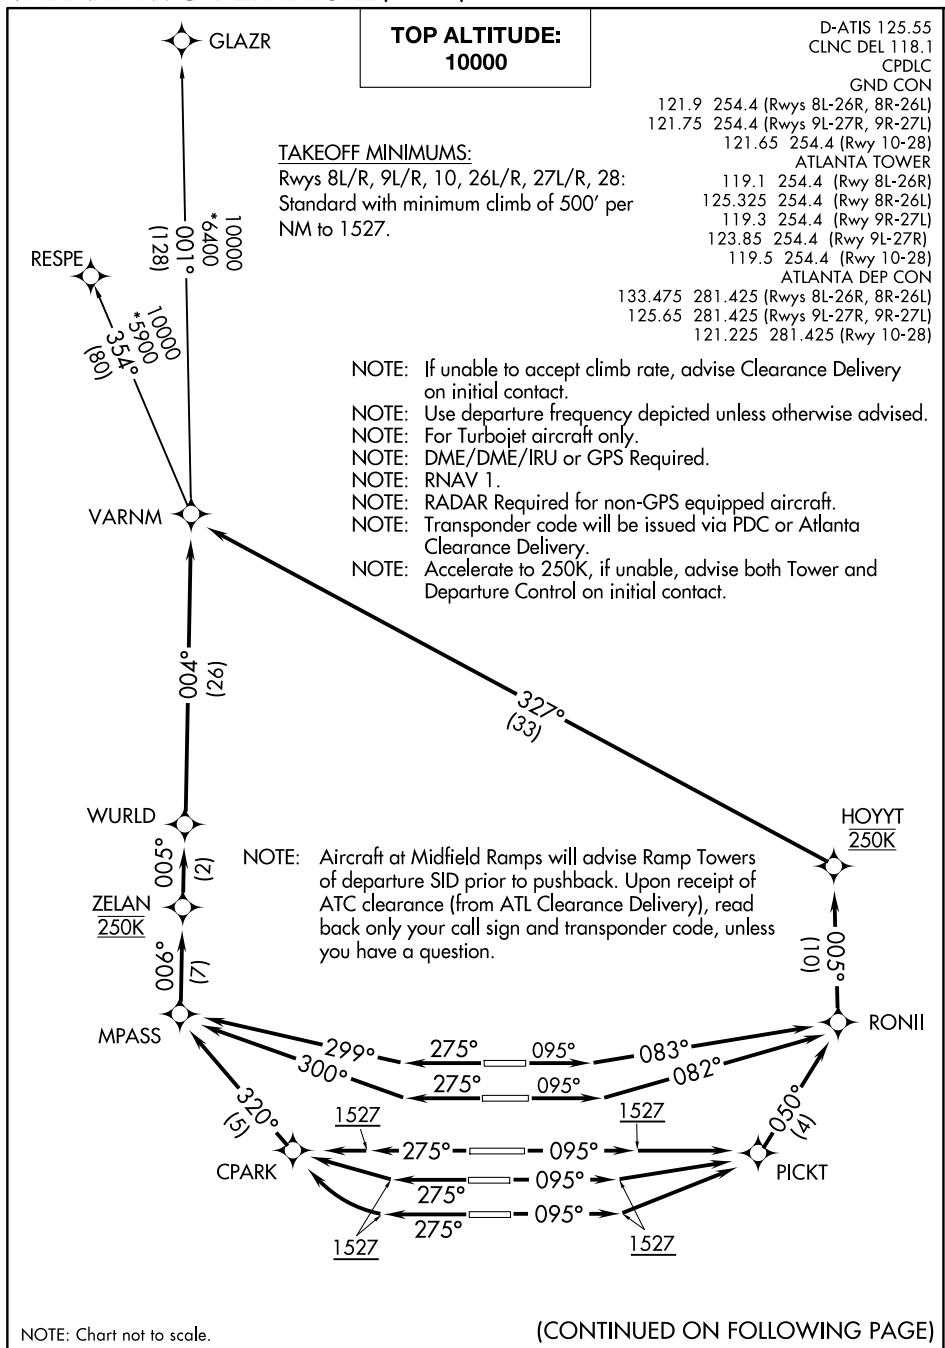 GLAZR
TOP ALTITUDE:
10000
D-ATIS 125.55
CLNC DEL 118.1
CPDLC
GND CON
121.9 254.4 (Rwys 8L-26R, 8R-26L)
121.75 254.4 (Rwys 9L-27R, 9R-27L)
121.65 254.4 (Rwy 10-28)
ATLANTA TOWER
119.1 254.4 (Rwy 8L-26R)
125.325 254.4 (Rwy 8R-26L)
119.3 254.4 (Rwy 9R-27L)
123.85 254.4 (Rwy 9L-27R)
119.5 254.4 (Rwy 10-28)
ATLANTA DEP CON
133.475 281.425 (Rwys 8L-26R, 8R-26L)
125.65 281.425 (Rwys 9L-27R, 9R-27L)
121.225 281.425 (Rwy 10-28)
TAKEOFF MINIMUMS:
Rwys 8L/R, 9L/R, 10, 26L/R, 27L/R, 28:
Standard with minimum climb of 500' per
NM to 1527.
10000
*6400
001°
(128)
RESPE
10000
*5900
354°
(80)
NOTE: If unable to accept climb rate, advise Clearance Delivery
on initial contact.
NOTE: Use departure frequency depicted unless otherwise advised.
NOTE: For Turbojet aircraft only.
NOTE: DME/DME/IRU or GPS Required.
NOTE: RNAV 1.
NOTE: RADAR Required for non-GPS equipped aircraft.
NOTE: Transponder code will be issued via PDC or Atlanta
Clearance Delivery.
NOTE: Accelerate to 250K, if unable, advise both Tower and
Departure Control on initial contact.
VARNM
004°
(26)
327°
(33)
WURLD
HOYYT
250K
005°
(2)
NOTE: Aircraft at Midfield Ramps will advise Ramp Towers
of departure SID prior to pushback. Upon receipt of
ATC clearance (from ATL Clearance Delivery), read
back only your call sign and transponder code, unless
you have a question.
ZELAN
250K
006°
(7)
005°
(10)
MPASS
RONII
299° 275° 095° 083°
300° 275° 095° 082°
320°
(5)
1527
1527
050°
(4)
CPARK
275° 095°
PICKT
275° 095°
275° 095°
1527
1527
NOTE: Chart not to scale.
(CONTINUED ON FOLLOWING PAGE)